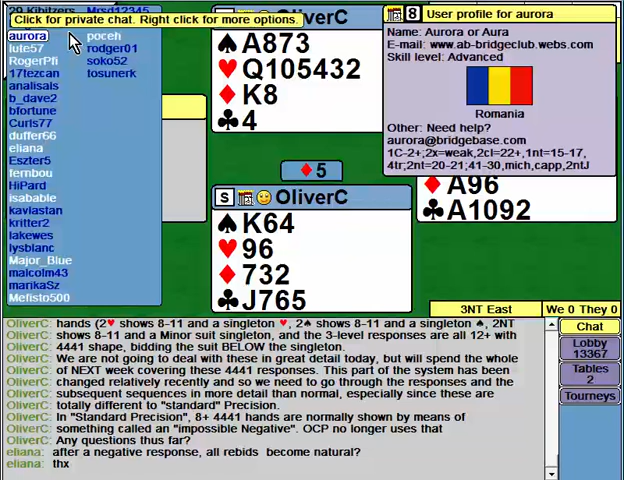 29 Kibitzers
Mrsd12345
Click for private chat. Right click for more options.
aurora
poceh
lute57
rodger01
RogerPfi
soko52
17tezcan
tosunerk
analisals
b_dave2
bfortune
Curls77
duffer66
eliana
Eszter5
fernbou
HiPard
isabable
kavlastan
kritter2
lakewes
lysblanc
Major_Blue
malcolm43
marikaSz
Mefisto500
OliverC
♠ A873
♥ Q105432
♦ K8
♣ 4
♦ 5
S OliverC
♠ K64
♥ 96
♦ 732
♣ J765
8 User profile for aurora
Name: Aurora or Aura
E-mail: www.ab-bridgeclub.webs.com
Skill level: Advanced
Romania
Other: Need help?
aurora@bridgebase.com
1C-2+;2x=weak,2cl=22+,1nt=15-17,
4tr;2nt=20-21;41-30,mich,capp,2ntJ
♦ A96
♣ A1092
3NT East
We 0 They 0
OliverC: hands (2♥ shows 8-11 and a singleton ♥, 2♠ shows 8-11 and a singleton ♠, 2NT
shows 8-11 and a Minor suit singleton, and the 3-level responses are all 12+ with
4441 shape, bidding the suit BELOW the singleton.
OliverC: We are not going to deal with these in great detail today, but will spend the whole
of NEXT week covering these 4441 responses. This part of the system has been
changed relatively recently and so we need to go through the responses and the
subsequent sequences in more detail than normal, especially since these are
totally different to "standard" Precision.
OliverC: In "Standard Precision", 8+ 4441 hands are normally shown by means of
something called an "impossible Negative". OCP no longer uses that
OliverC: Any questions thus far?
eliana: after a negative response, all rebids become natural?
eliana: thx
Chat
Lobby
13367
Tables
2
Tourneys